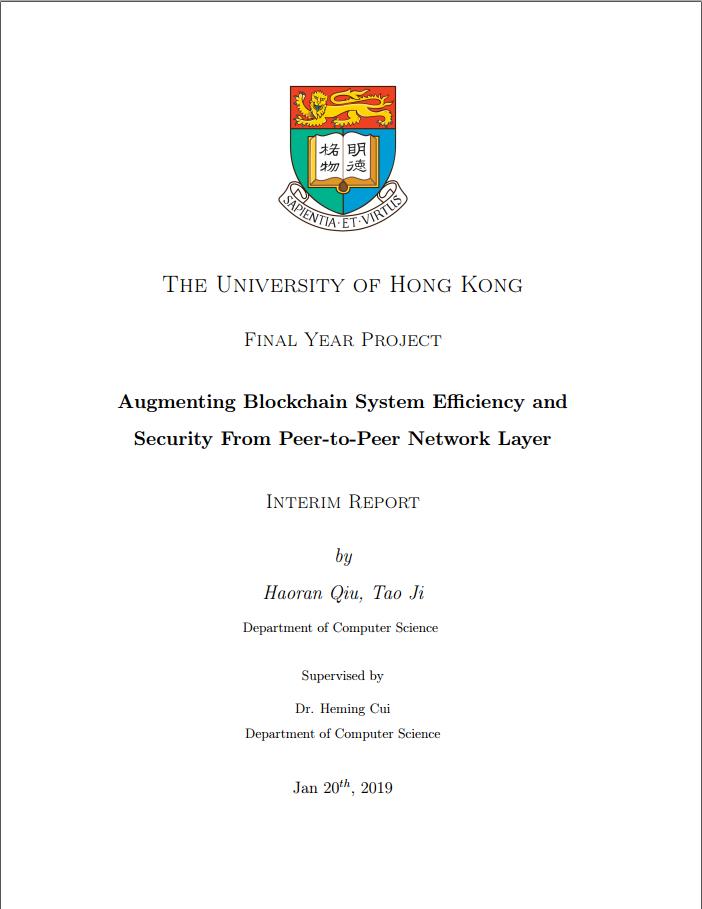 明德
格物
SAPIENTIA·ET·VIRTUS
The University of Hong Kong
Final Year Project
Augmenting Blockchain System Efficiency and
Security From Peer-to-Peer Network Layer
Interim Report
by
Haoran Qiu, Tao Ji
Department of Computer Science
Supervised by
Dr. Heming Cui
Department of Computer Science
Jan 20th, 2019